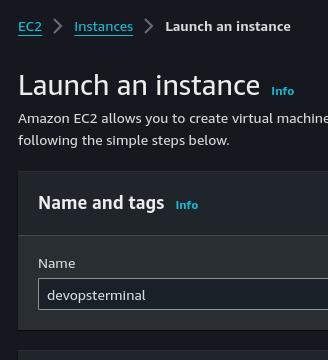 EC2 > Instances > Launch an instance
Launch an instance Info
Amazon EC2 allows you to create virtual machine
following the simple steps below.
Name and tags Info
Name
devopsterminal